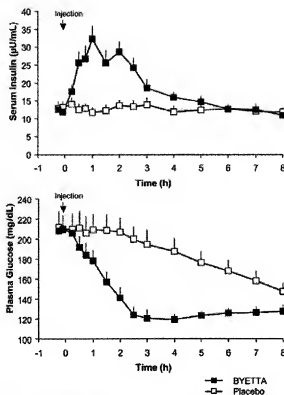 Injection
Serum Insulin (µU/mL)
40
35
30
25
20
15
10
5
0
-1 0 1 2 3 4 5 6 7 8
Time (h)
Injection
Plasma Glucose (mg/dL)
220
200
180
160
140
120
100
-1 0 1 2 3 4 5 6 7 8
Time (h)
BYETTA
Placebo